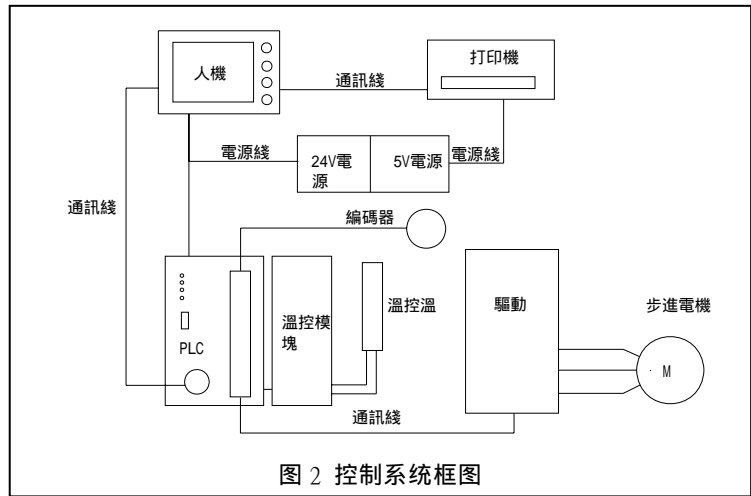 人機
打印機
通訊綫
電源綫
24V電
源
5V電源
電源綫
通訊綫
編碼器
溫控模
塊
溫控溫
驅動
步進電機
PLC
M
通訊綫
图 2 控制系统框图